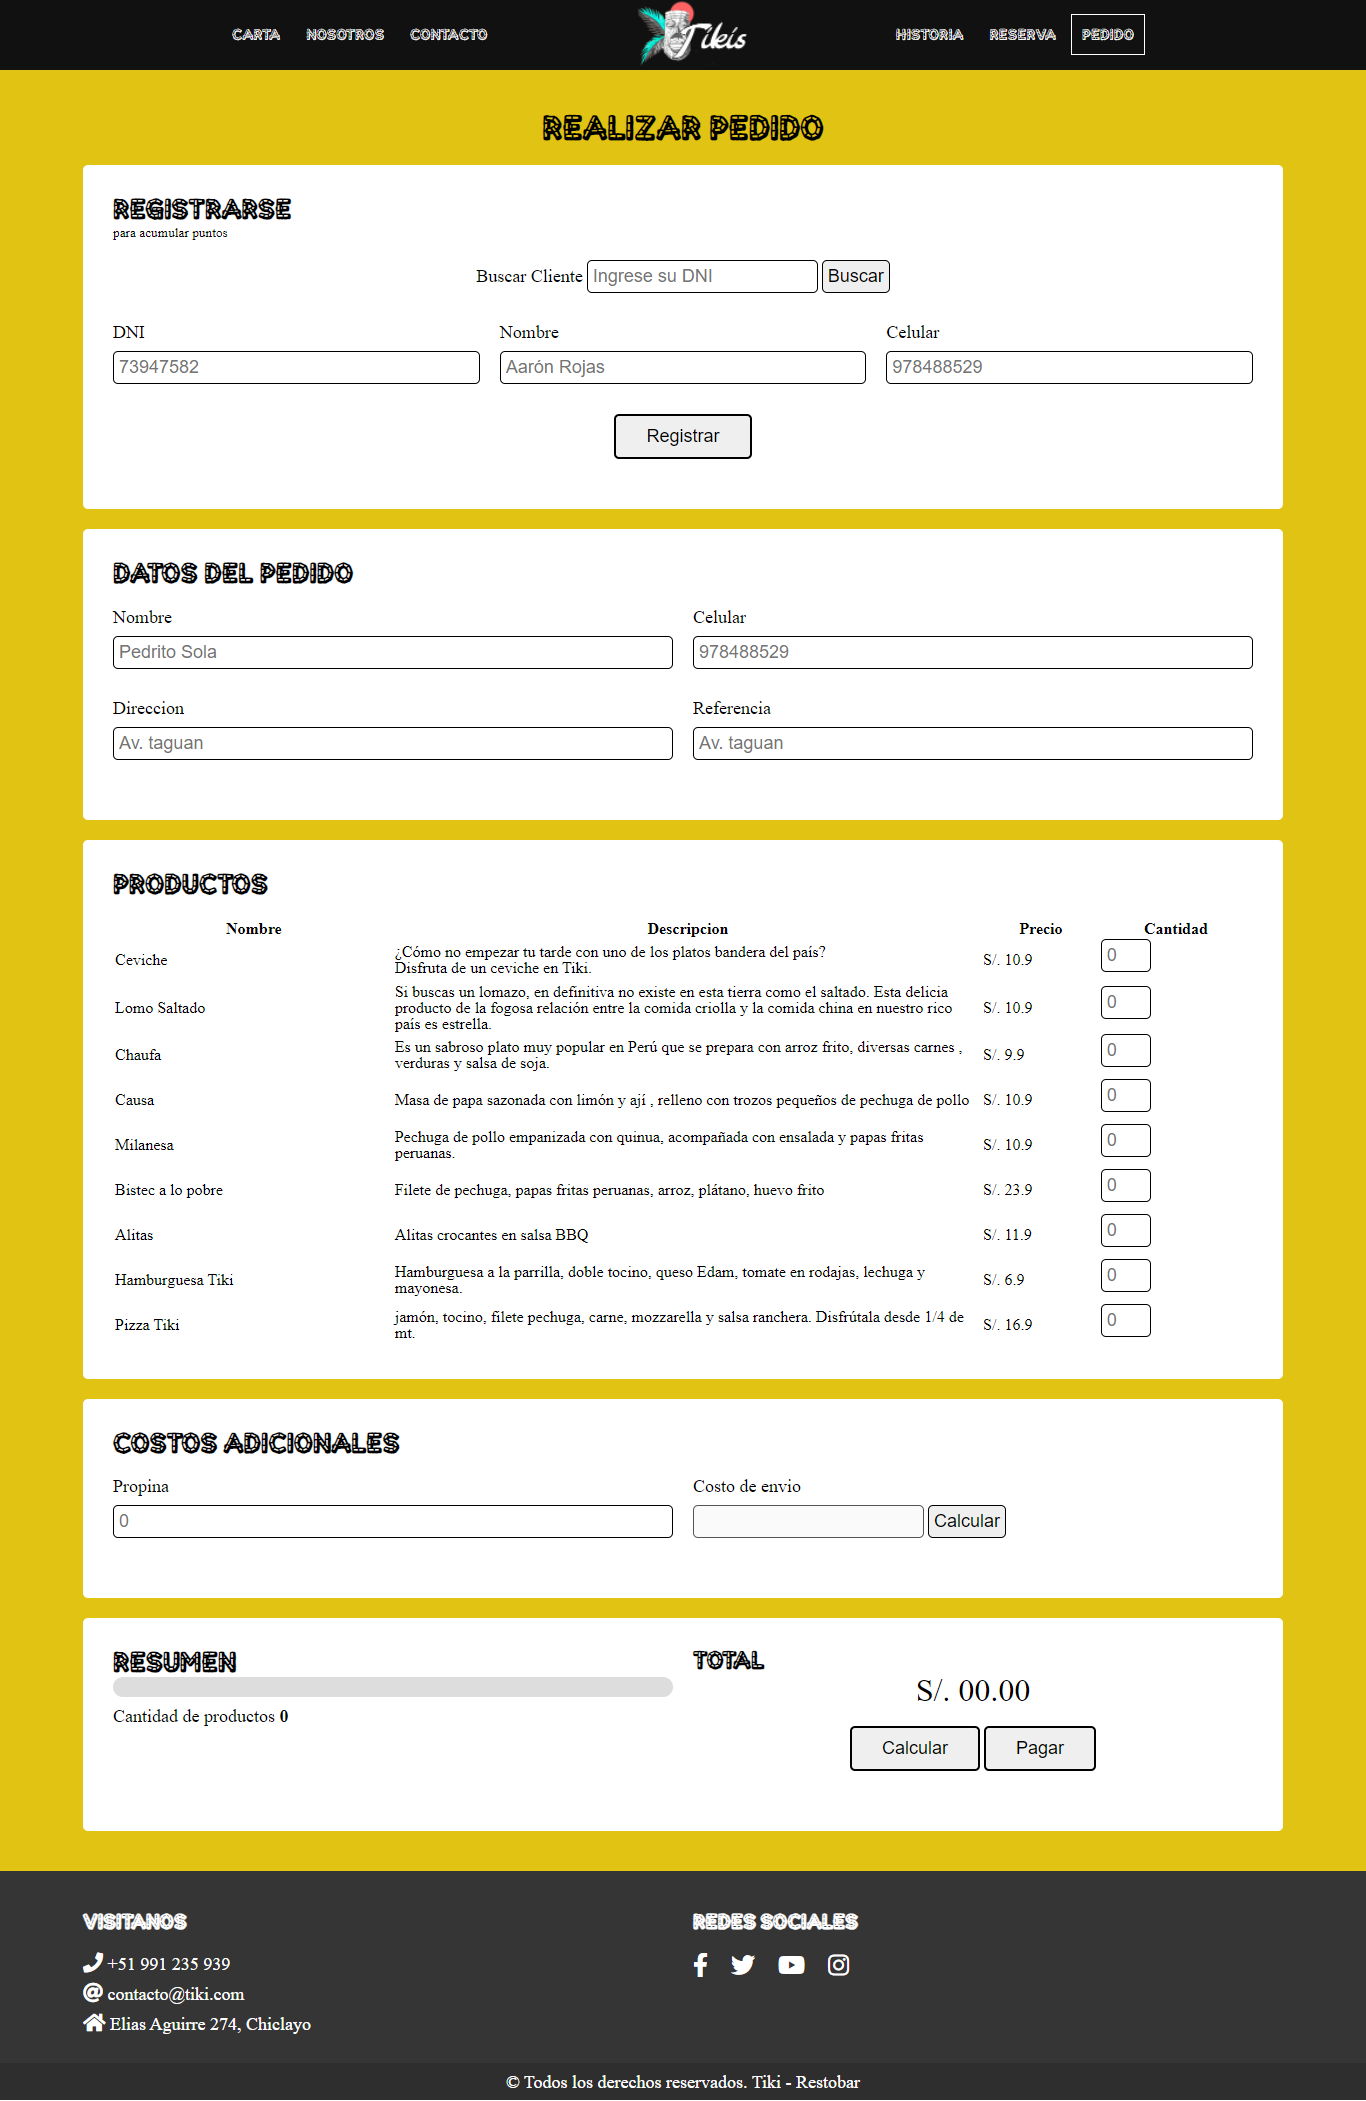 CARTA NOSOTROS CONTACTO Tikis HISTORIA RESERVA PEDIDO
REALIZAR PEDIDO
REGISTRARSE
para acumular puntos
Buscar Cliente Ingrese su DNI Buscar
DNI Nombre Celular
73947582 Aarón Rojas 978488529
Registrar
DATOS DEL PEDIDO
Nombre Celular
Pedrito Sola 978488529
Direccion Referencia
Av. taguan Av. taguan
PRODUCTOS
Nombre Descripcion Precio Cantidad
Ceviche ¿Cómo no empezar tu tarde con uno de los platos bandera del país? S/. 10.9 0
Disfruta de un ceviche en Tiki.
Lomo Saltado Si buscas un lomazo, en definitiva no existe en esta tierra como el saltado. Esta delicia S/. 10.9 0
producto de la fogosa relación entre la comida criolla y la comida china en nuestro rico
país es estrella.
Chaufa Es un sabroso plato muy popular en Perú que se prepara con arroz frito, diversas carnes , S/. 9.9 0
verduras y salsa de soja.
Causa Masa de papa sazonada con limón y ají , relleno con trozos pequeños de pechuga de pollo S/. 10.9 0
Milanesa Pechuga de pollo empanizada con quinua, acompañada con ensalada y papas fritas S/. 10.9 0
peruanas.
Bistec a lo pobre Filete de pechuga, papas fritas peruanas, arroz, plátano, huevo frito S/. 23.9 0
Alitas Alitas crocantes en salsa BBQ S/. 11.9 0
Hamburguesa Tiki Hamburguesa a la parrilla, doble tocino, queso Edam, tomate en rodajas, lechuga y S/. 6.9 0
mayonesa.
Pizza Tiki jamón, tocino, filete pechuga, carne, mozzarella y salsa ranchera. Disfrútala desde 1/4 de S/. 16.9 0
mt.
COSTOS ADICIONALES
Propina Costo de envio
0 Calcular
RESUMEN TOTAL
S/. 00.00
Cantidad de productos 0
Calcular Pagar
VISITANOS REDES SOCIALES
+51 991 235 939
contacto@tiki.com
Elias Aguirre 274, Chiclayo
© Todos los derechos reservados. Tiki - Restobar